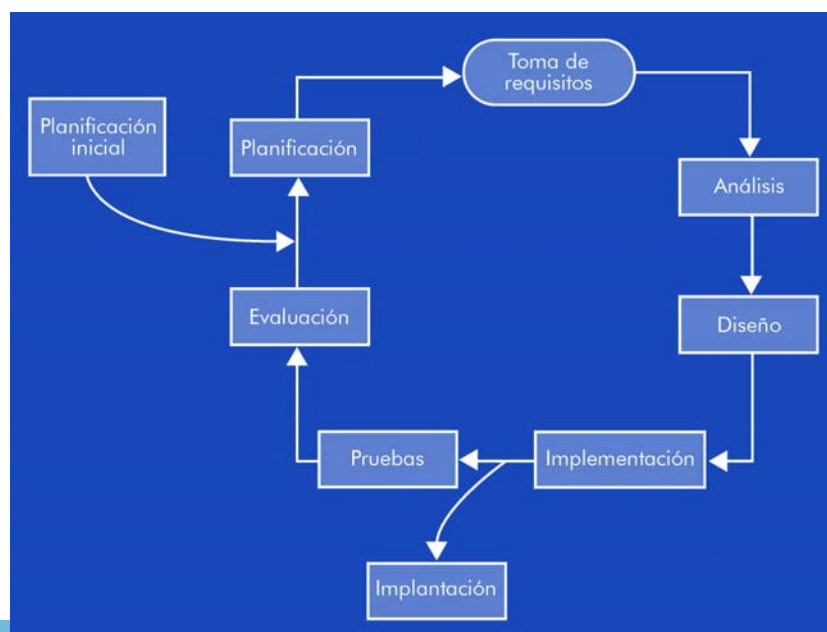 Toma de
requisitos
Planificación
inicial
Planificación
Análisis
Evaluación
Diseño
Pruebas
Implementación
Implantación